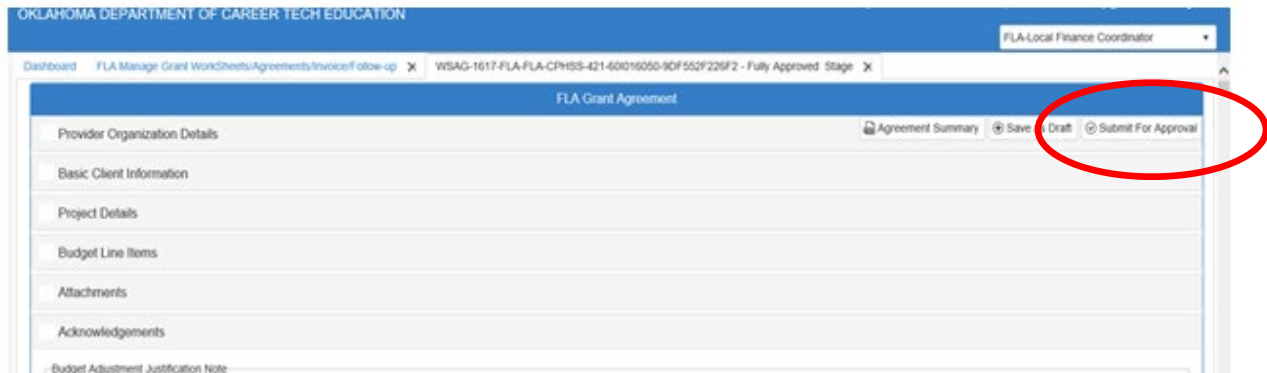 OKLAHOMA DEPARTMENT OF CAREER TECH EDUCATION
FLA-Local Finance Coordinator
Dashboard FLA Manage Grant WorkSheets/Agreements/Invoice/Follow-up X WSAG-1617-FLA-FLA-CPHSS-421-60I016050-9DF552F226F2 - Fully Approved Stage X
FLA Grant Agreement
Provider Organization Details Agreement Summary Save as Draft Submit For Approval
Basic Client Information
Project Details
Budget Line Items
Attachments
Acknowledgements
Budget Adjustment Justification Note